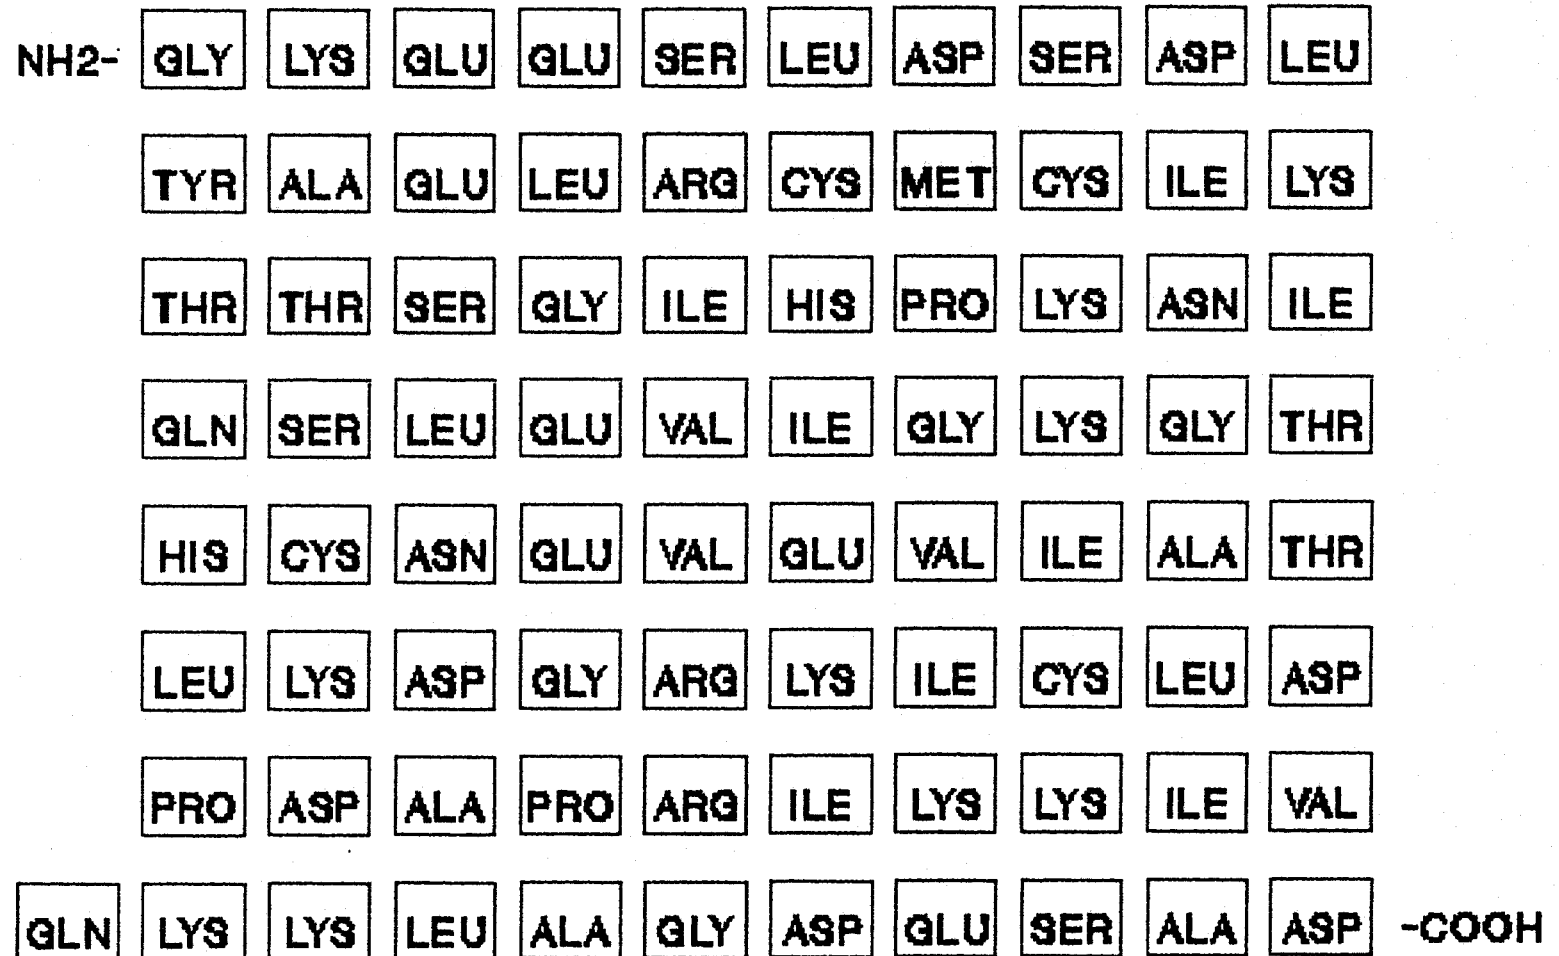 NH2- GLY LYS GLU GLU SER LEU ASP SER ASP LEU
TYR ALA GLU LEU ARG CYS MET CYS ILE LYS
THR THR SER GLY ILE HIS PRO LYS ASN ILE
GLN SER LEU GLU VAL ILE GLY LYS GLY THR
HIS CYS ASN GLU VAL GLU VAL ILE ALA THR
LEU LYS ASP GLY ARG LYS ILE CYS LEU ASP
PRO ASP ALA PRO ARG ILE LYS LYS ILE VAL
GLN LYS LYS LEU ALA GLY ASP GLU SER ALA ASP -COOH